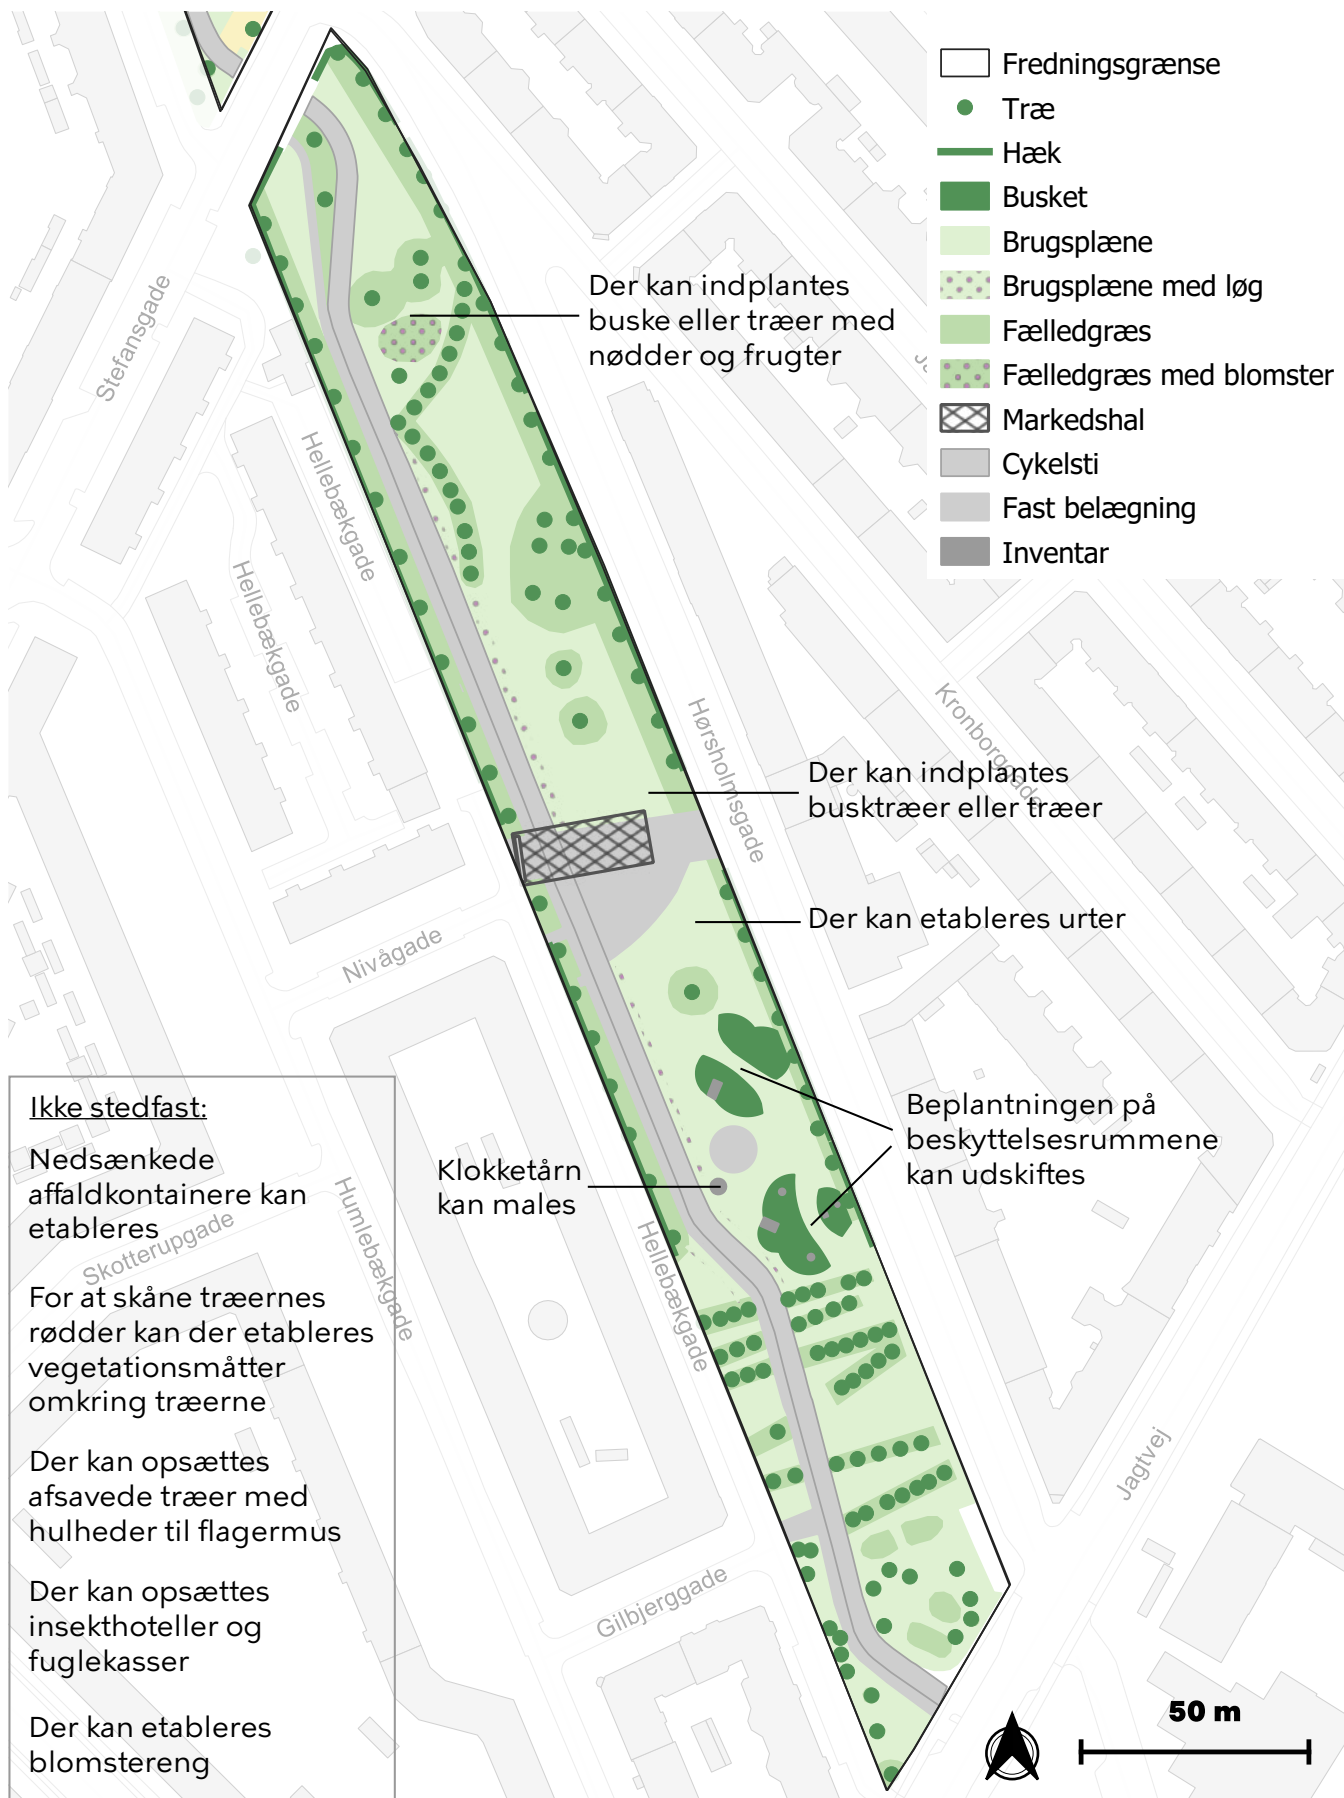 Fredningsgrænse
Træ
Hæk
Busket
Brugsplæne
Brugsplæne med løg
Fælledgræs
Fælledgræs med blomster
Markedshal
Cykelsti
Fast belægning
Inventar
Der kan indplantes
buske eller træer med
nødder og frugter
Stefansgade
Hellebækgade
Hellebækgade
Hørsholmsgade
Kronborggade
Der kan indplantes
busktræer eller træer
Der kan etableres urter
Nivågade
Beplantningen på
beskyttelsesrummene
kan udskiftes
Klokketårn
kan males
Ikke stedfast:
Nedsænkede
affaldkontainere kan
etableres
For at skåne træernes
rødder kan der etableres
vegetationsmåtter
omkring træerne
Der kan opsættes
afsavede træer med
hulheder til flagermus
Der kan opsættes
insekthoteller og
fuglekasser
Der kan etableres
blomstereng
Skotterupgade
Humlebækgade
Hellebækgade
Jagtvej
Gilbjerggade
50 m